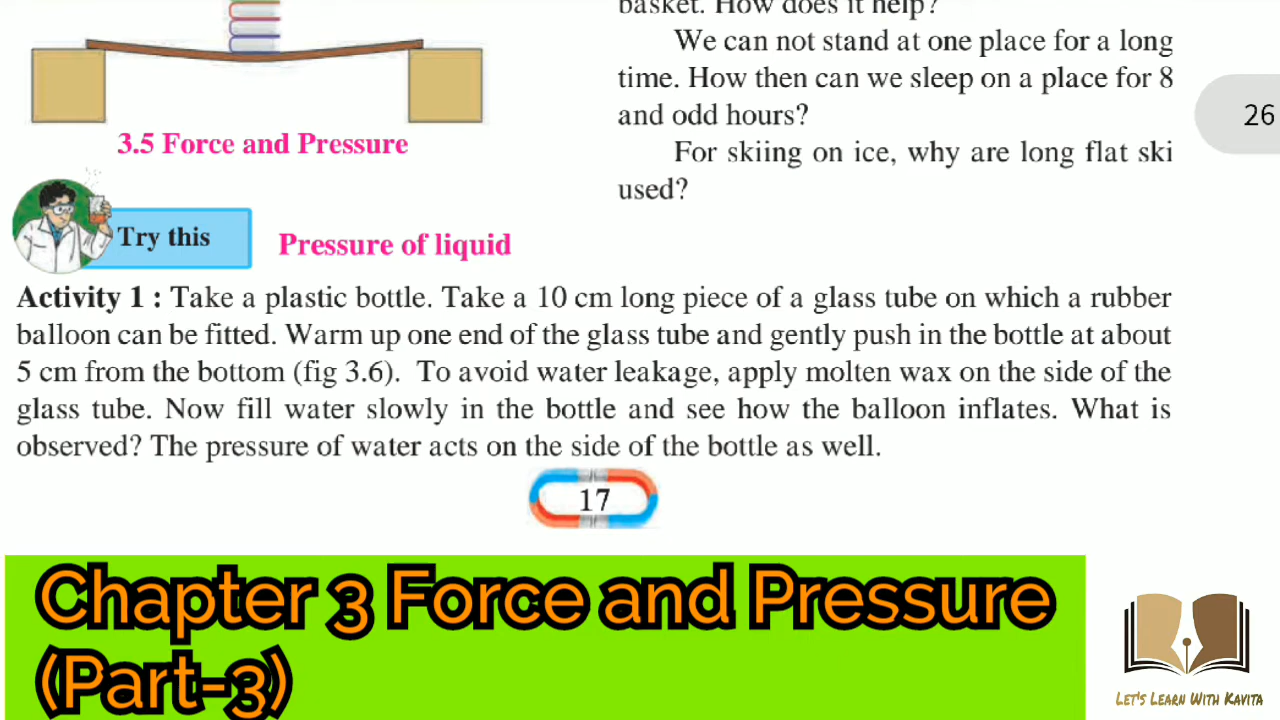 basket. How does it help?
We can not stand at one place for a long
time. How then can we sleep on a place for 8
and odd hours?
For skiing on ice, why are long flat ski
used?
26
3.5 Force and Pressure
Try this
Pressure of liquid
Activity 1 : Take a plastic bottle. Take a 10 cm long piece of a glass tube on which a rubber
balloon can be fitted. Warm up one end of the glass tube and gently push in the bottle at about
5 cm from the bottom (fig 3.6). To avoid water leakage, apply molten wax on the side of the
glass tube. Now fill water slowly in the bottle and see how the balloon inflates. What is
observed? The pressure of water acts on the side of the bottle as well.
17
Chapter 3 Force and Pressure
(Part-3)
Let's Learn With Kavita